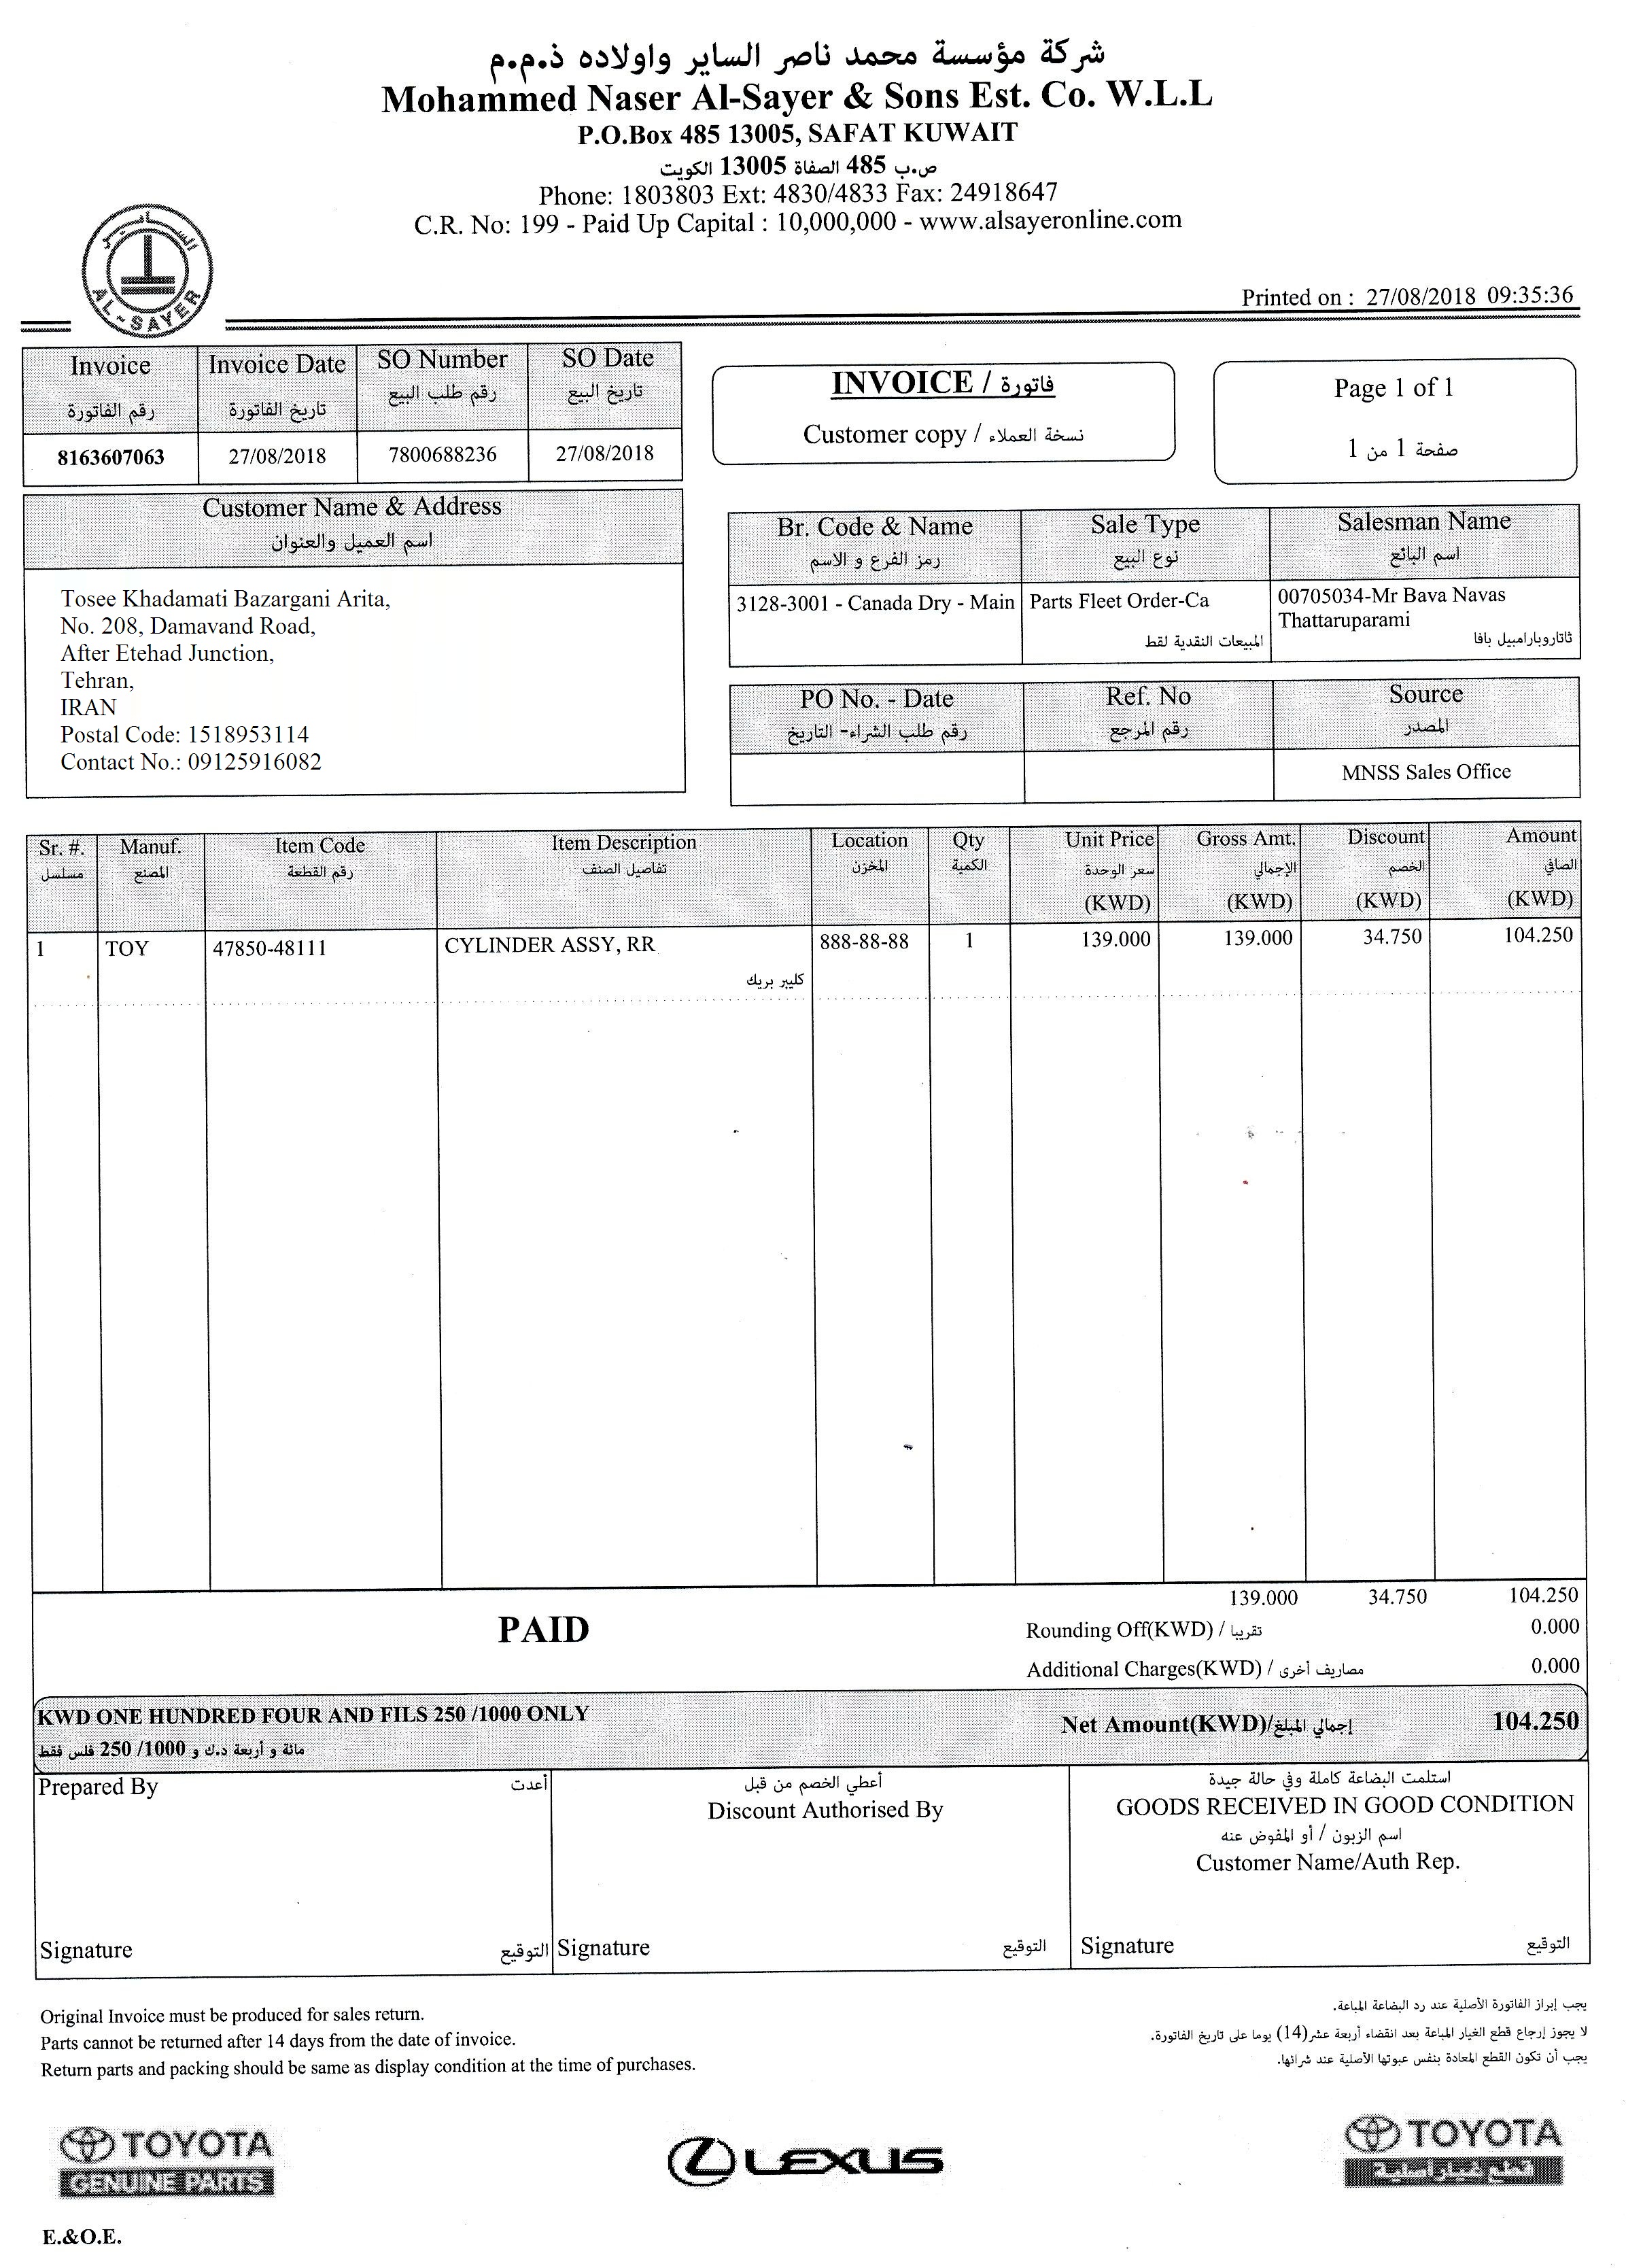 شركة مؤسسة محمد ناصر الساير واولاده ذ.م.م
Mohammed Naser Al-Sayer & Sons Est. Co. W.L.L
P.O.Box 485 13005, SAFAT KUWAIT
ص.ب 485 الصفاة 13005 الكويت
Phone: 1803803 Ext: 4830/4833 Fax: 24918647
C.R. No: 199 - Paid Up Capital : 10,000,000 - www.alsayeronline.com
الساير
AL-SAYER
Printed on : 27/08/2018 09:35:36
Invoice Invoice Date SO Number SO Date
رقم الفاتورة تاريخ الفاتورة رقم طلب البيع تاريخ البيع
8163607063 27/08/2018 7800688236 27/08/2018
INVOICE / فاتورة
Customer copy / نسخة العملاء
Page 1 of 1
صفحة 1 من 1
Customer Name & Address
اسم العميل والعنوان
Tosee Khadamati Bazargani Arita,
No. 208, Damavand Road,
After Etehad Junction,
Tehran,
IRAN
Postal Code: 1518953114
Contact No.: 09125916082
Br. Code & Name Sale Type Salesman Name
رمز الفرع و الاسم نوع البيع اسم البائع
3128-3001 - Canada Dry - Main Parts Fleet Order-Ca 00705034-Mr Bava Navas
Thattaruparami
المبيعات النقدية لقط ثاتاروبارامبيل بافا
PO No. - Date Ref. No Source
رقم طلب الشراء- التاريخ رقم المرجع المصدر
MNSS Sales Office
Sr. #. Manuf. Item Code Item Description Location Qty Unit Price Gross Amt. Discount Amount
مسلسل المصنع رقم القطعة تفاصيل الصنف المخزن الكمية سعر الوحدة الإجمالي الخصم الصافي
(KWD) (KWD) (KWD) (KWD)
1 TOY 47850-48111 CYLINDER ASSY, RR 888-88-88 1 139.000 139.000 34.750 104.250
كليبر بريك
139.000 34.750 104.250
PAID
Rounding Off(KWD) / تقريبا 0.000
Additional Charges(KWD) / مصاريف أخرى 0.000
KWD ONE HUNDRED FOUR AND FILS 250 /1000 ONLY
مائة و أربعة د.ك و 1000/ 250 فلس فقط
Net Amount(KWD)/إجمالي المبلغ 104.250
Prepared By أعدت
Signature التوقيع
أعطي الخصم من قبل
Discount Authorised By
Signature التوقيع
استلمت البضاعة كاملة وفي حالة جيدة
GOODS RECEIVED IN GOOD CONDITION
اسم الزبون / أو المفوض عنه
Customer Name/Auth Rep.
Signature التوقيع
Original Invoice must be produced for sales return.
Parts cannot be returned after 14 days from the date of invoice.
Return parts and packing should be same as display condition at the time of purchases.
يجب إبراز الفاتورة الأصلية عند رد البضاعة المباعة.
لا يجوز إرجاع قطع الغيار المباعة بعد انقضاء أربعة عشر(14) يوما على تاريخ الفاتورة.
يجب أن تكون القطع المعادة بنفس عبوتها الأصلية عند شرائها.
TOYOTA
GENUINE PARTS
LEXUS
TOYOTA
قطع غيار أصلية
E.&O.E.